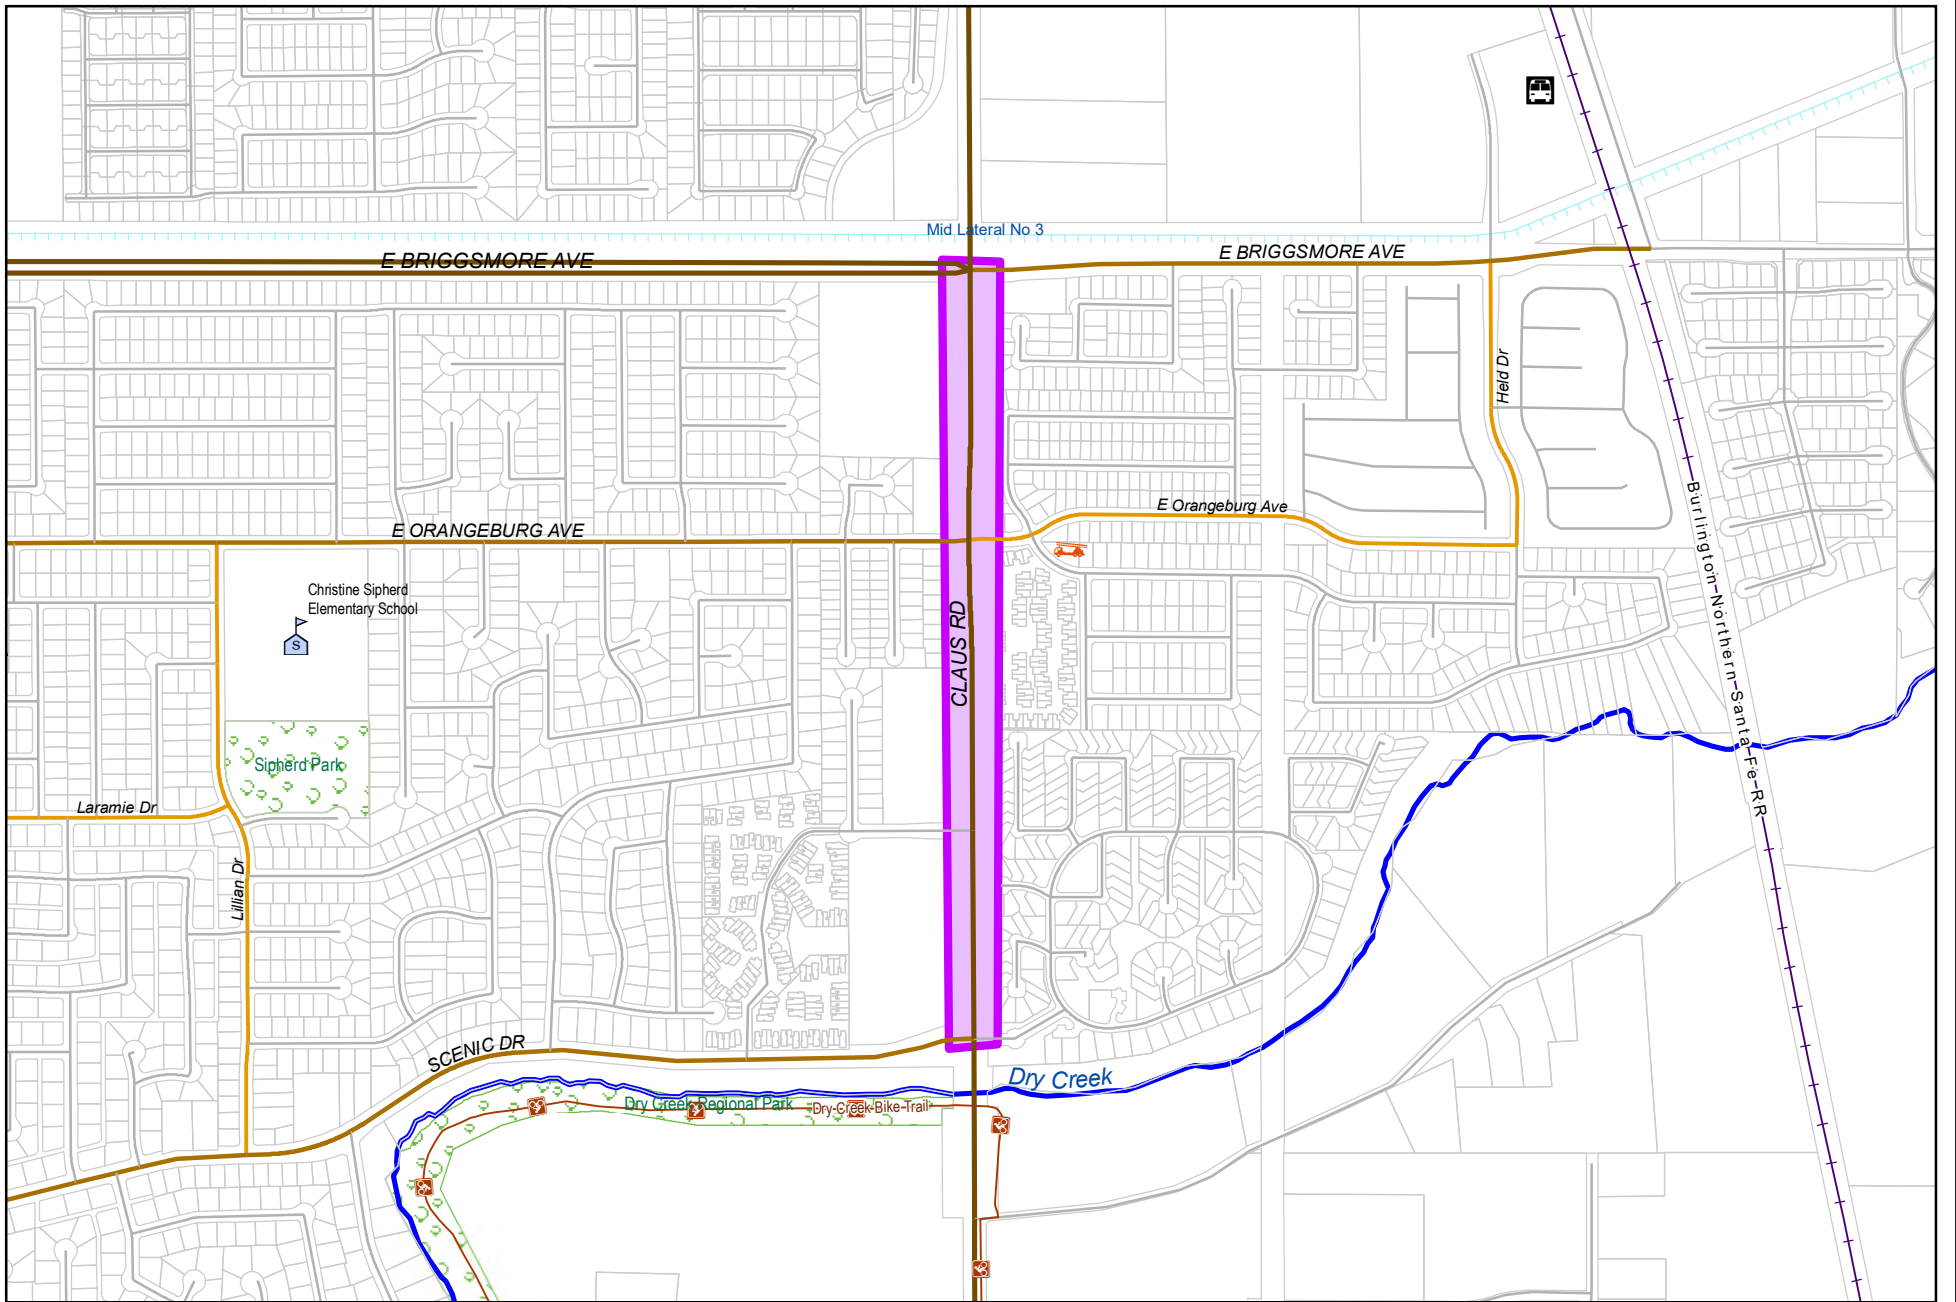 Mid Lateral No 3
E BRIGGSMORE AVE
E BRIGGSMORE AVE
Held Dr
E Orangeburg Ave
E ORANGEBURG AVE
Burlington Northern Santa Fe RR
Christine Sipherd
Elementary School
S
CLAUS RD
Sipherd Park
Laramie Dr
Lillian Dr
SCENIC DR
Dry Creek
Dry Creek Regional Park
Dry Creek Bike Trail